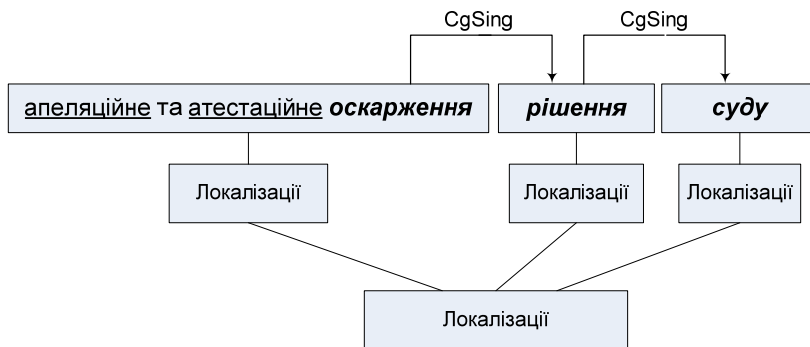 CgSing CgSing
апеляційне та атестаційне оскарження рішення суду
Локалізації Локалізації Локалізації
Локалізації